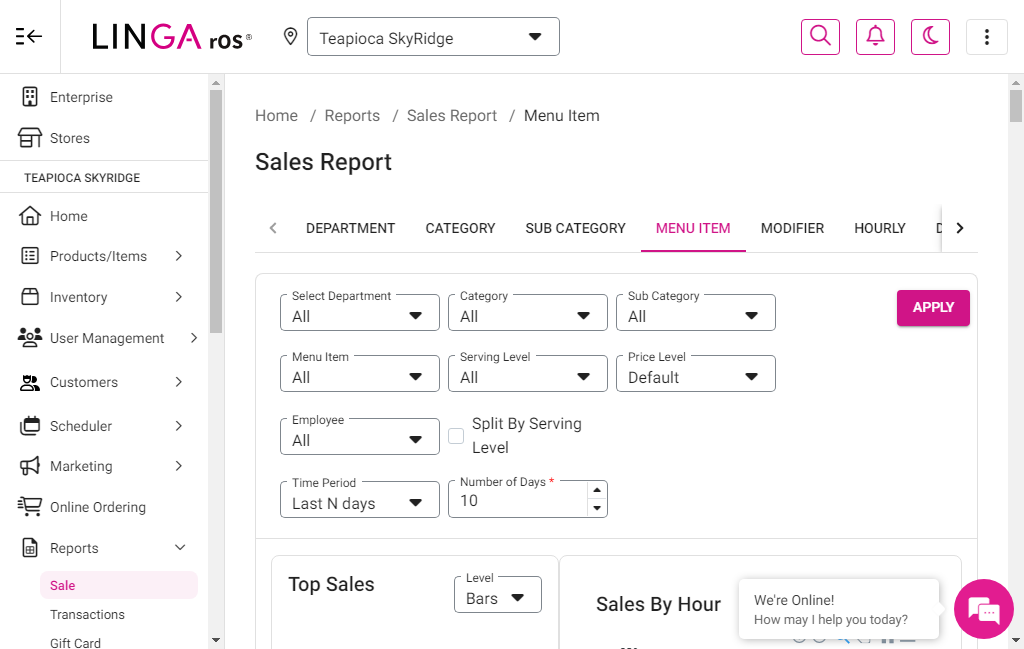 LINGA ros®
Teapioca SkyRidge
Enterprise
Stores
TEAPIOCA SKYRIDGE
Home
Products/Items
Inventory
User Management
Customers
Scheduler
Marketing
Online Ordering
Reports
Sale
Transactions
Gift Card
Home / Reports / Sales Report / Menu Item
Sales Report
DEPARTMENT CATEGORY SUB CATEGORY MENU ITEM MODIFIER HOURLY
Select Department Category Sub Category
All All All APPLY
Menu Item Serving Level Price Level
All All Default
Employee
All
Split By Serving
Level
Time Period Number of Days *
Last N days 10
Top Sales
Level
Bars
Sales By Hour
We're Online!
How may I help you today?